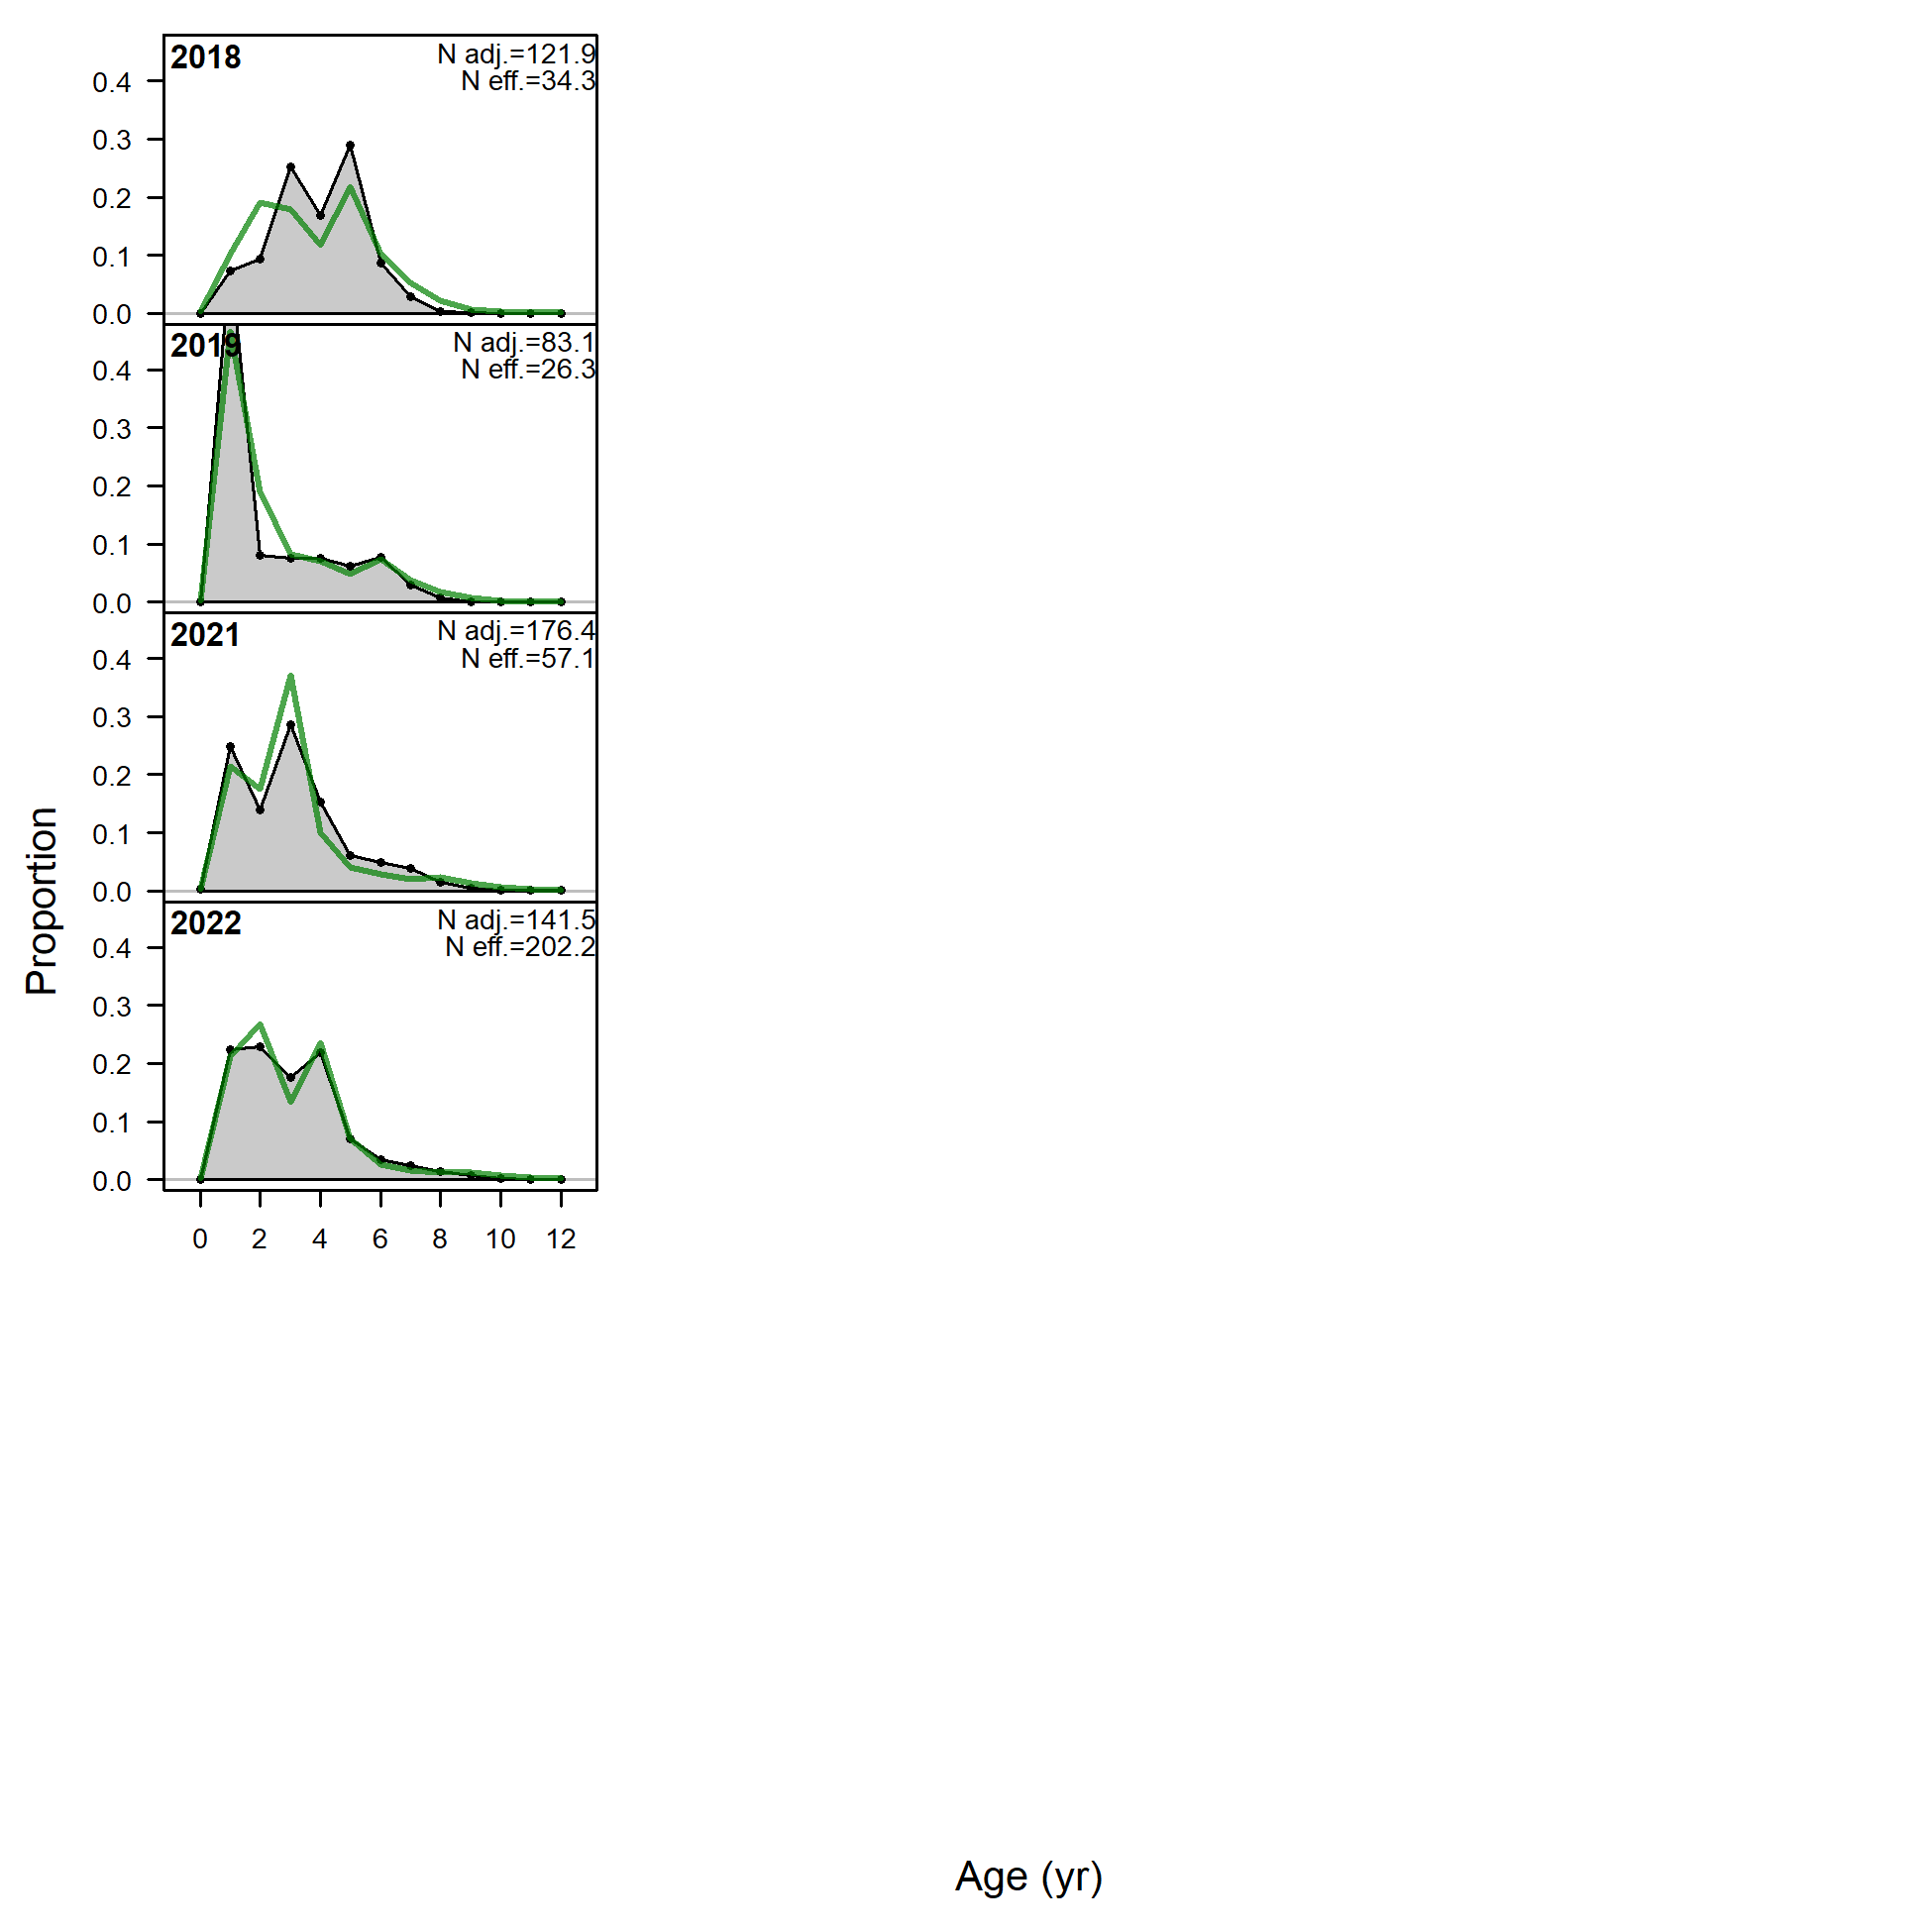 Proportion
2018
N adj.=121.9
N eff.=34.3
0.4
0.3
0.2
0.1
0.0
2019
N adj.=83.1
N eff.=26.3
0.4
0.3
0.2
0.1
0.0
2021
N adj.=176.4
N eff.=57.1
0.4
0.3
0.2
0.1
0.0
2022
N adj.=141.5
N eff.=202.2
0.4
0.3
0.2
0.1
0.0
0 2 4 6 8 10 12
Age (yr)